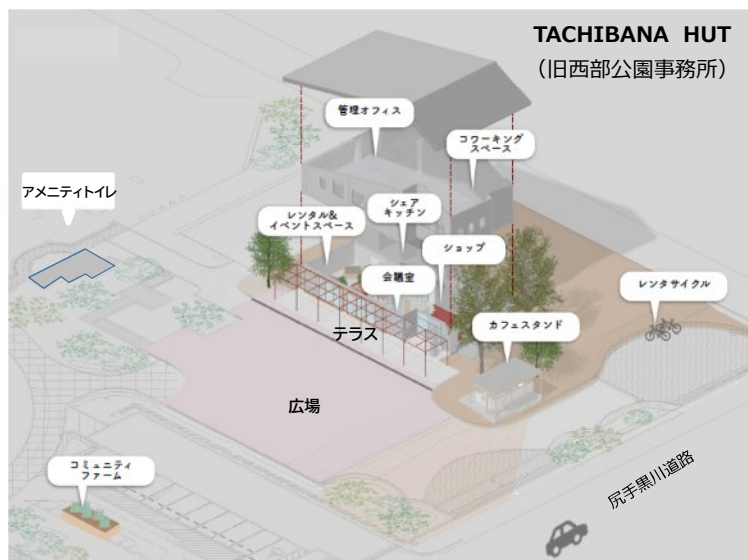 TACHIBANA HUT
（旧西部公園事務所）
管理オフィス
コワーキング
スペース
アメニティトイレ
シェア
キッチン
レンタル&
イベントスペース
ショップ
会議室
レンタサイクル
カフェスタンド
テラス
広場
コミュニティ
ファーム
尻手黒川道路